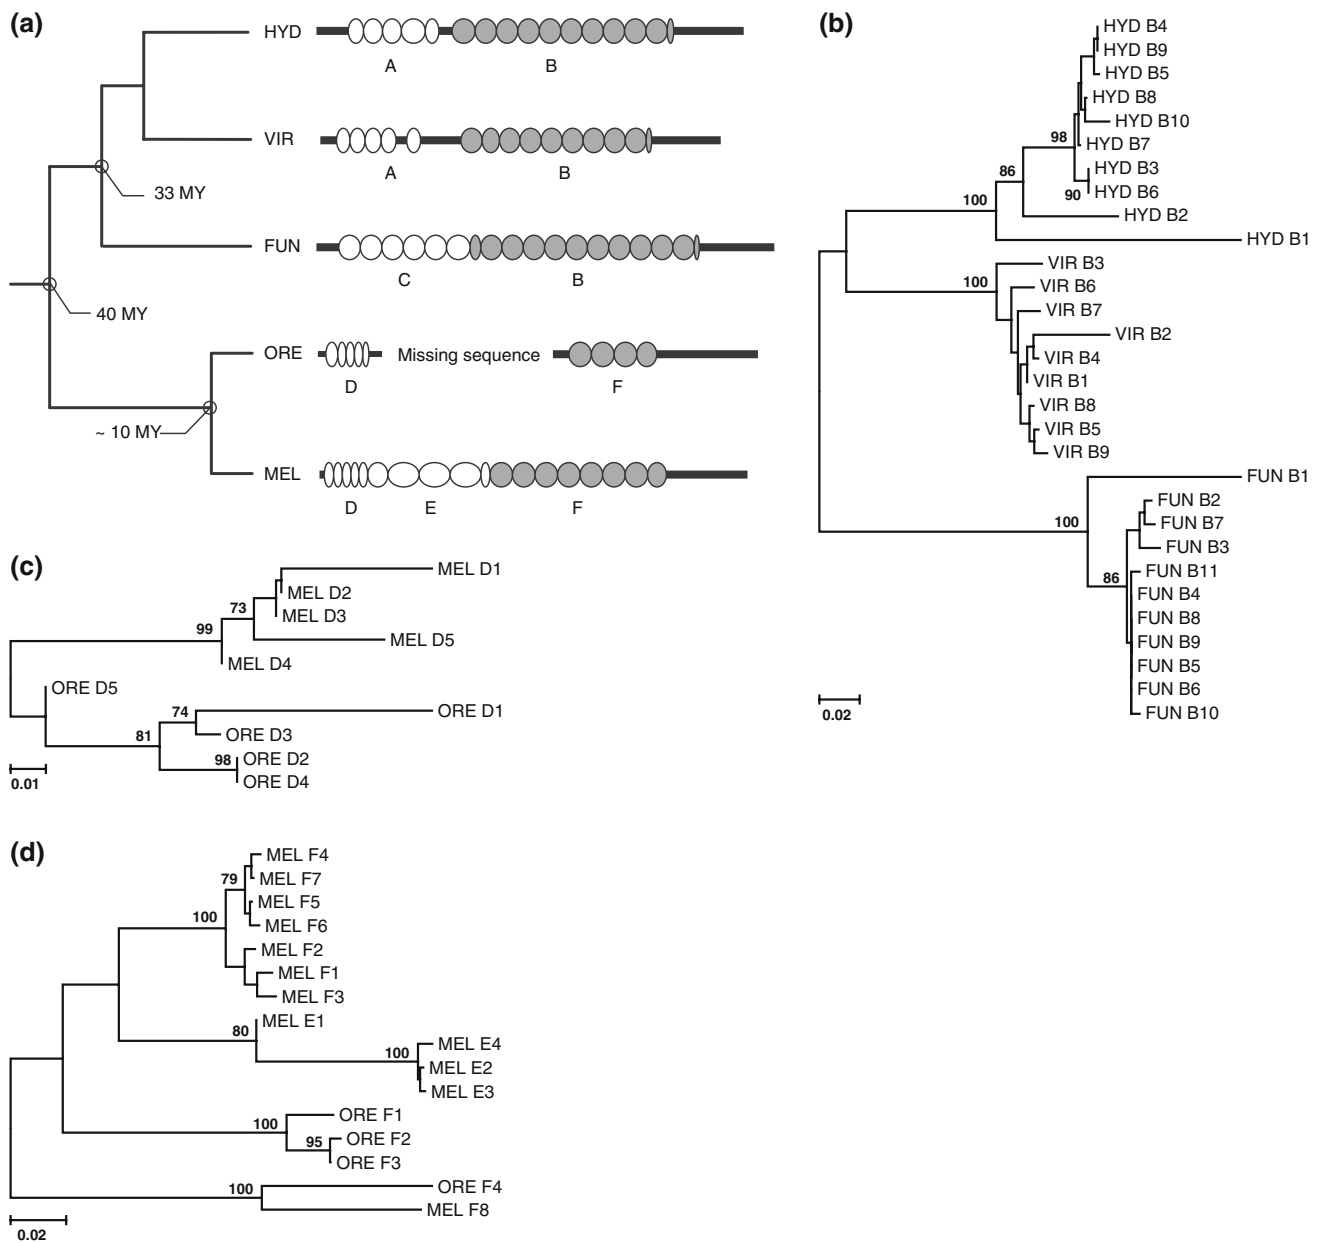 (a)
HYD
A
B
VIR
A
B
33 MY
FUN
C
B
40 MY
ORE
Missing sequence
D
F
~ 10 MY
MEL
D
E
F
(b)
HYD B4
HYD B9
HYD B5
HYD B8
HYD B10
98
HYD B7
HYD B3
86
90
HYD B6
100
HYD B2
HYD B1
VIR B3
100
VIR B6
VIR B7
VIR B2
VIR B4
VIR B1
VIR B8
VIR B5
VIR B9
FUN B1
FUN B2
100
FUN B7
FUN B3
86
FUN B11
FUN B4
FUN B8
FUN B9
FUN B5
FUN B6
FUN B10
0.02
(c)
MEL D1
MEL D2
73
MEL D3
99
MEL D5
MEL D4
ORE D5
74
ORE D1
81
ORE D3
98
ORE D2
ORE D4
0.01
(d)
MEL F4
79
MEL F7
MEL F5
100
MEL F6
MEL F2
MEL F1
MEL F3
MEL E1
80
MEL E4
100
MEL E2
MEL E3
ORE F1
100
95
ORE F2
ORE F3
100
ORE F4
MEL F8
0.02